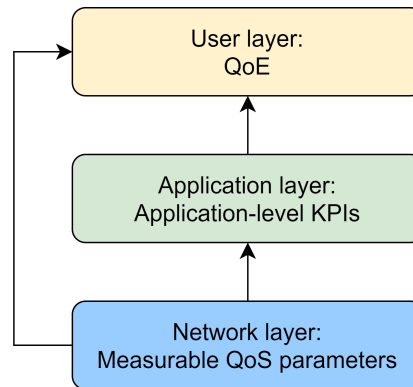 User layer:
QoE
Application layer:
Application-level KPIs
Network layer:
Measurable QoS parameters